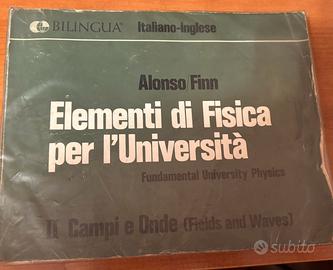 BILINGUA Italiano-Inglese
Alonso/Finn
Elementi di Fisica
per l'Università
Fundamental University Physics
II Campi e Onde (Fields and Waves)
subito